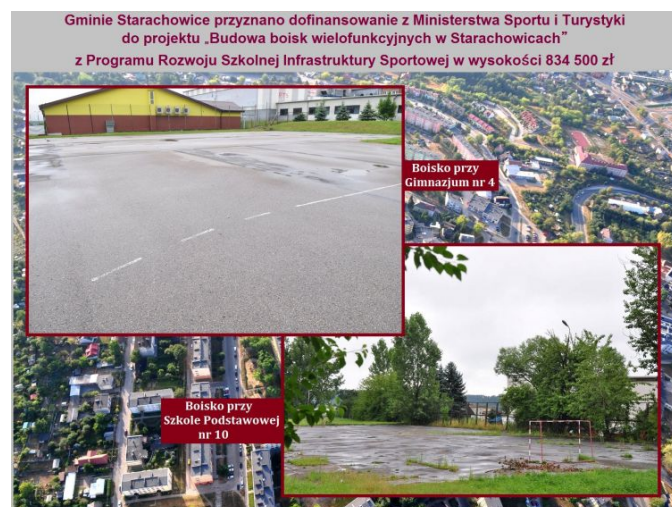 Gminie Starachowice przyznano dofinansowanie z Ministerstwa Sportu i Turystyki
do projektu „Budowa boisk wielofunkcyjnych w Starachowicach”
z Programu Rozwoju Szkolnej Infrastruktury Sportowej w wysokości 834 500 zł
Boisko przy
Gimnazjum nr 4
Boisko przy
Szkole Podstawowej
nr 10